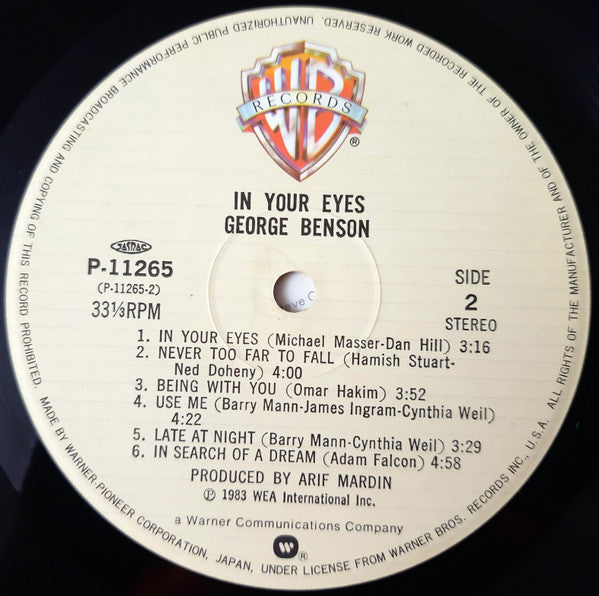 WB
RECORDS
®
IN YOUR EYES
GEORGE BENSON
JASRAC
P-11265
(P-11265-2)
33⅓RPM
SIDE
2
STEREO
1. IN YOUR EYES (Michael Masser-Dan Hill) 3:16
2. NEVER TOO FAR TO FALL (Hamish Stuart-
Ned Doheny) 4:00
3. BEING WITH YOU (Omar Hakim) 3:52
4. USE ME (Barry Mann-James Ingram-Cynthia Weil)
4:22
5. LATE AT NIGHT (Barry Mann-Cynthia Weil) 3:29
6. IN SEARCH OF A DREAM (Adam Falcon) 4:58
PRODUCED BY ARIF MARDIN
℗ 1983 WEA International Inc.
a Warner Communications Company
®
MADE BY WARNER-PIONEER CORPORATION, JAPAN, UNDER LICENSE FROM WARNER BROS. RECORDS INC., U.S.A. ALL RIGHTS OF THE MANUFACTURER AND OF THE OWNER OF THE RECORDED WORK RESERVED. UNAUTHORIZED PUBLIC PERFORMANCE BROADCASTING AND COPYING OF THIS RECORD PROHIBITED.